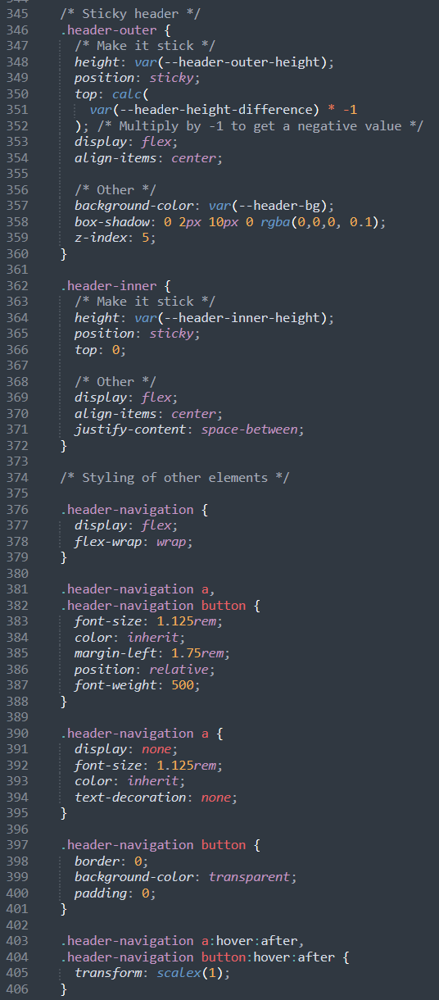 345 /* Sticky header */
346 .header-outer {
347 /* Make it stick */
348 height: var(--header-outer-height);
349 position: sticky;
350 top: calc(
351 var(--header-height-difference) * -1
352 ); /* Multiply by -1 to get a negative value */
353 display: flex;
354 align-items: center;
355
356 /* Other */
357 background-color: var(--header-bg);
358 box-shadow: 0 2px 10px 0 rgba(0,0,0, 0.1);
359 z-index: 5;
360 }
361
362 .header-inner {
363 /* Make it stick */
364 height: var(--header-inner-height);
365 position: sticky;
366 top: 0;
367
368 /* Other */
369 display: flex;
370 align-items: center;
371 justify-content: space-between;
372 }
373
374 /* Styling of other elements */
375
376 .header-navigation {
377 display: flex;
378 flex-wrap: wrap;
379 }
380
381 .header-navigation a,
382 .header-navigation button {
383 font-size: 1.125rem;
384 color: inherit;
385 margin-left: 1.75rem;
386 position: relative;
387 font-weight: 500;
388 }
389
390 .header-navigation a {
391 display: none;
392 font-size: 1.125rem;
393 color: inherit;
394 text-decoration: none;
395 }
396
397 .header-navigation button {
398 border: 0;
399 background-color: transparent;
400 padding: 0;
401 }
402
403 .header-navigation a:hover:after,
404 .header-navigation button:hover:after {
405 transform: scalex(1);
406 }